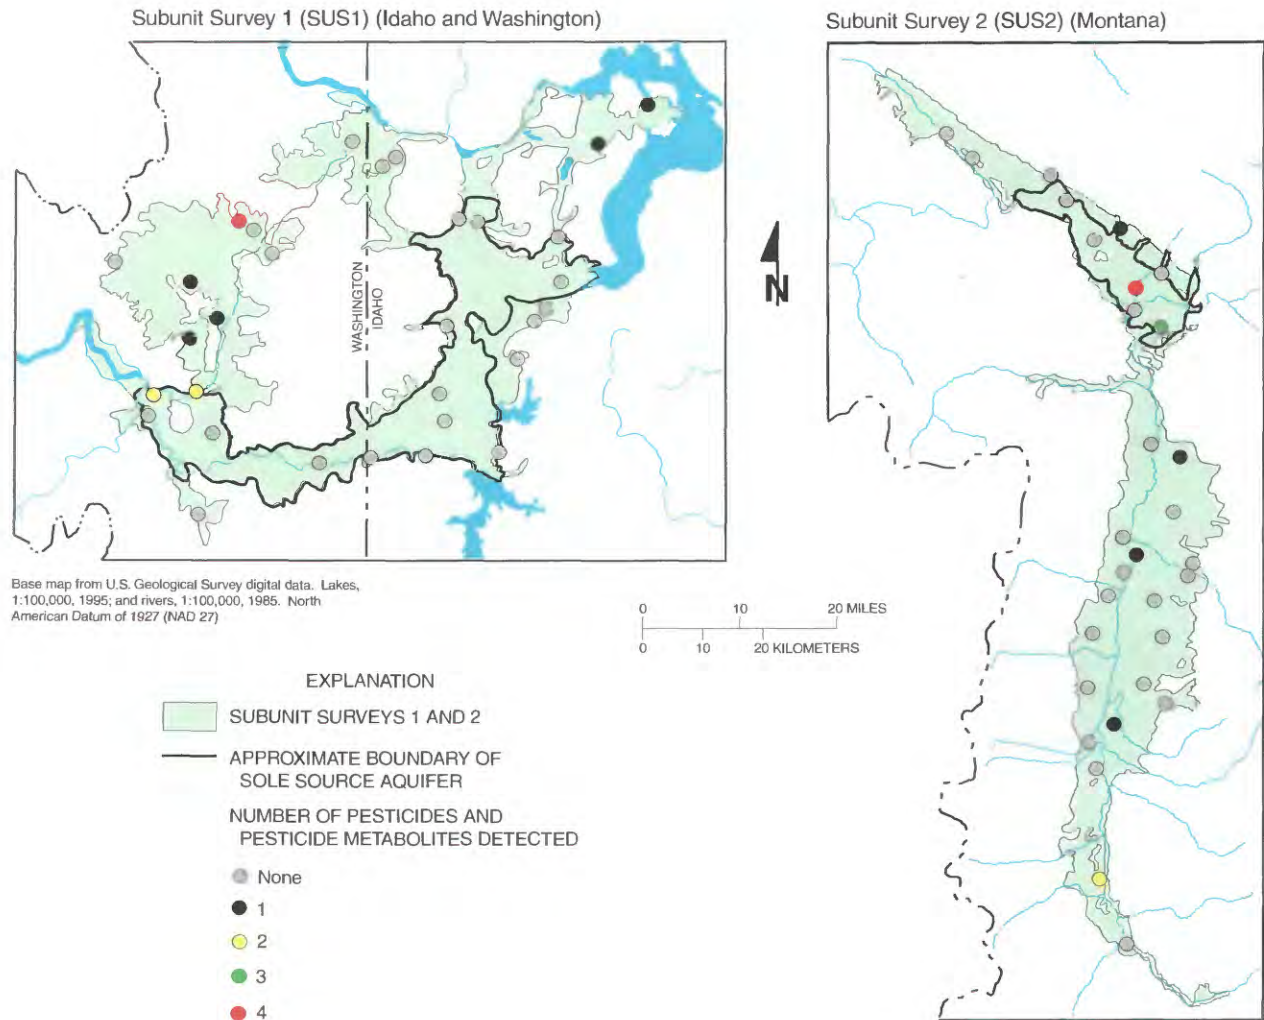 Subunit Survey 1 (SUS1) (Idaho and Washington)
Subunit Survey 2 (SUS2) (Montana)
WASHINGTON
IDAHO
N
Base map from U.S. Geological Survey digital data. Lakes,
1:100,000, 1995; and rivers, 1:100,000, 1985. North
American Datum of 1927 (NAD 27)
0 10 20 MILES
0 10 20 KILOMETERS
EXPLANATION
SUBUNIT SURVEYS 1 AND 2
APPROXIMATE BOUNDARY OF
SOLE SOURCE AQUIFER
NUMBER OF PESTICIDES AND
PESTICIDE METABOLITES DETECTED
None
1
2
3
4